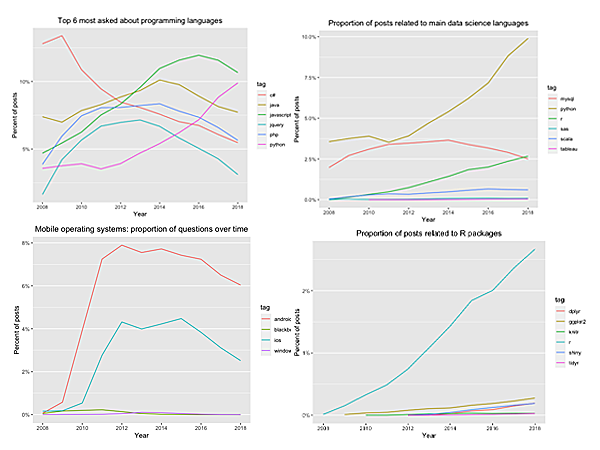 Top 6 most asked about programming languages
Percent of posts
10%
5%
2008 2010 2012 2014 2016 2018
Year
tag
c#
java
javascript
jquery
php
python
Proportion of posts related to main data science languages
Percent of posts
10.0%
7.5%
5.0%
2.5%
0.0%
2008 2010 2012 2014 2016 2018
Year
tag
mysql
python
r
sas
scala
tableau
Mobile operating systems: proportion of questions over time
Percent of posts
8%
6%
4%
2%
0%
2008 2010 2012 2014 2016 2018
Year
tag
android
blackbe
ios
window
Proportion of posts related to R packages
Percent of posts
2%
1%
0%
2008 2010 2012 2014 2016 2018
Year
tag
dplyr
ggplot2
knitr
r
shiny
tidyr